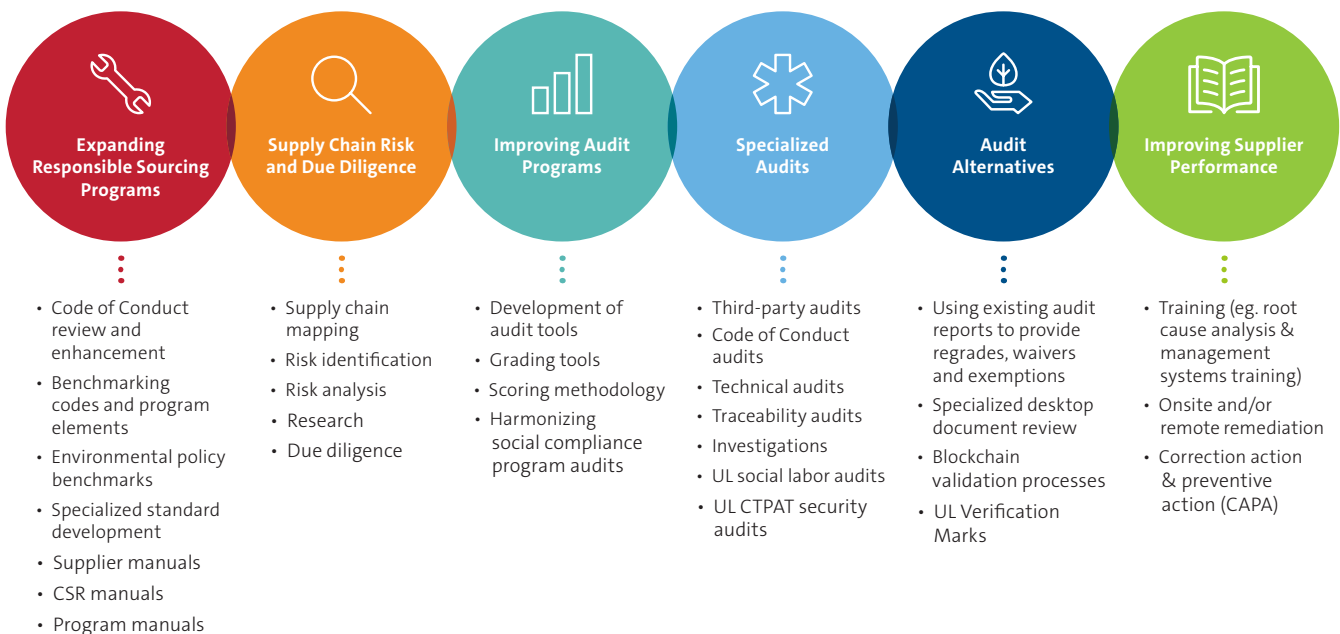 Expanding
Responsible Sourcing
Programs
Supply Chain Risk
and Due Diligence
Improving Audit
Programs
Specialized
Audits
Audit
Alternatives
Improving Supplier
Performance
• Code of Conduct
review and
enhancement
• Benchmarking
codes and program
elements
• Environmental policy
benchmarks
• Specialized standard
development
• Supplier manuals
• CSR manuals
• Program manuals
• Supply chain
mapping
• Risk identification
• Risk analysis
• Research
• Due diligence
• Development of
audit tools
• Grading tools
• Scoring methodology
• Harmonizing
social compliance
program audits
• Third-party audits
• Code of Conduct
audits
• Technical audits
• Traceability audits
• Investigations
• UL social labor audits
• UL CTPAT security
audits
• Using existing audit
reports to provide
regrades, waivers
and exemptions
• Specialized desktop
document review
• Blockchain
validation processes
• UL Verification
Marks
• Training (eg. root
cause analysis &
management
systems training)
• Onsite and/or
remote remediation
• Correction action
& preventive
action (CAPA)